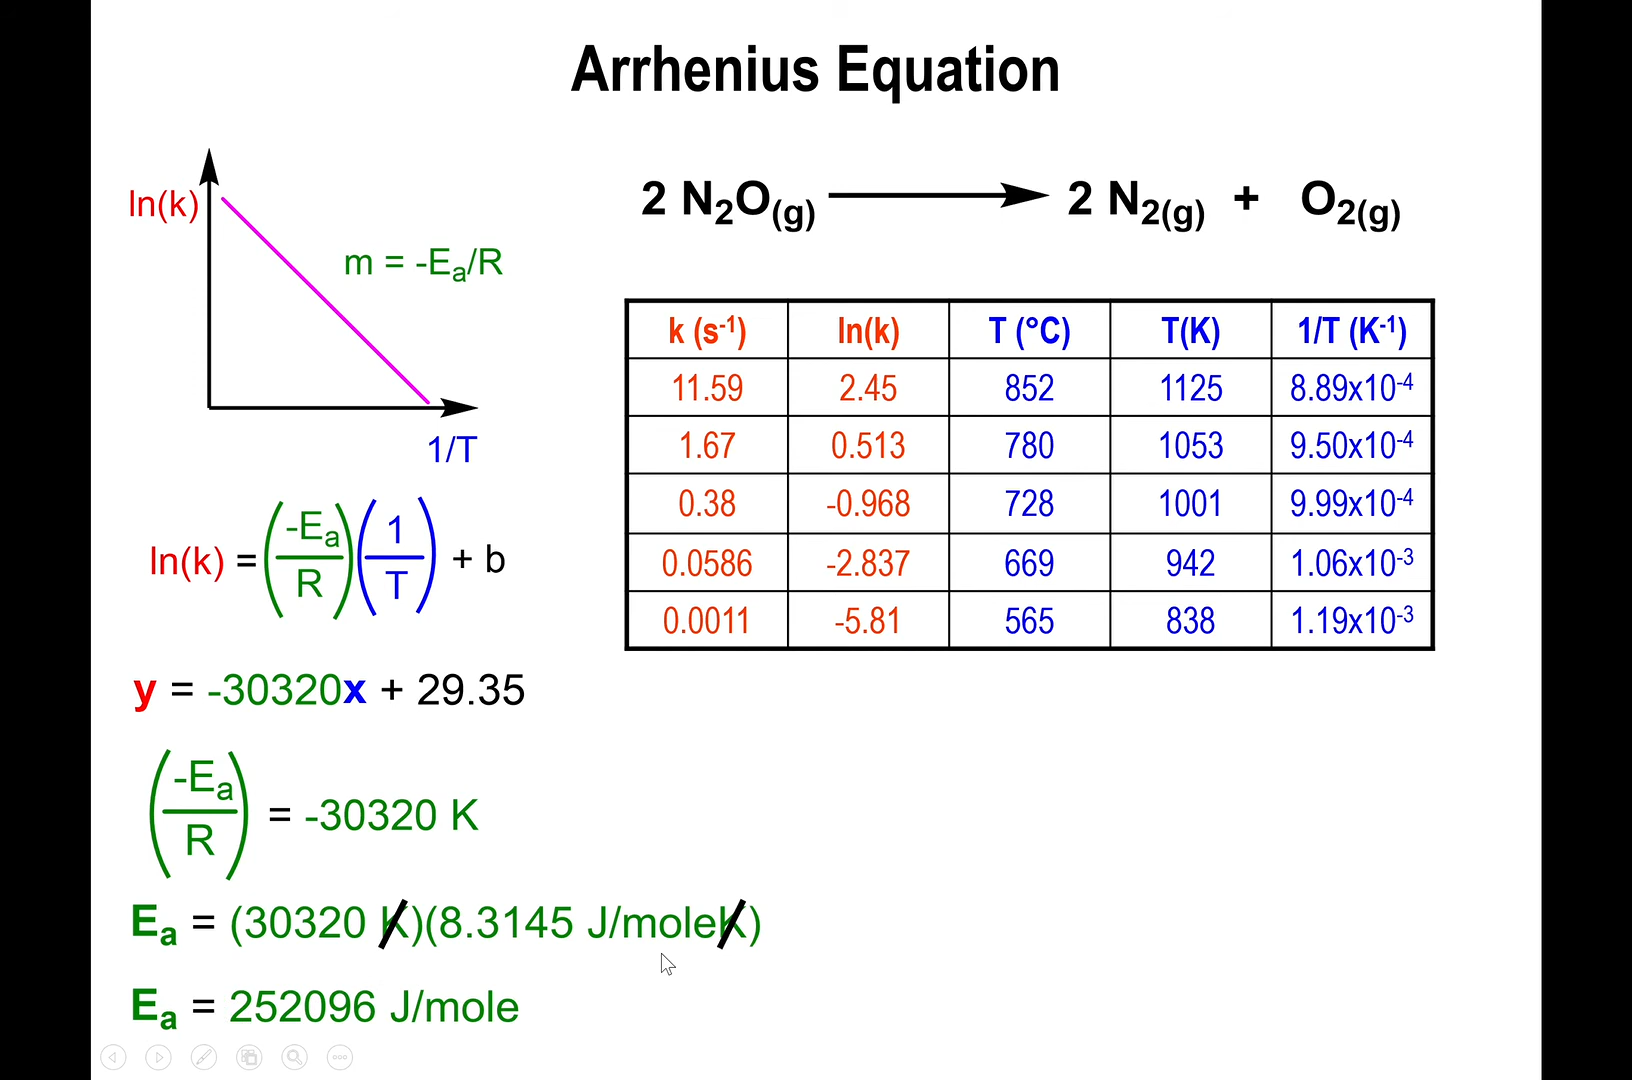 Arrhenius Equation
ln(k)
m = -Eₐ/R
1/T
2 N₂O(g) ⟶ 2 N₂(g) + O₂(g)
k (s⁻¹) ln(k) T (°C) T(K) 1/T (K⁻¹)
11.59 2.45 852 1125 8.89x10⁻⁴
1.67 0.513 780 1053 9.50x10⁻⁴
0.38 -0.968 728 1001 9.99x10⁻⁴
0.0586 -2.837 669 942 1.06x10⁻³
0.0011 -5.81 565 838 1.19x10⁻³
ln(k) = (-Eₐ/R)(1/T) + b
y = -30320x + 29.35
(-Eₐ/R) = -30320 K
Eₐ = (30320 K)(8.3145 J/moleK)
Eₐ = 252096 J/mole